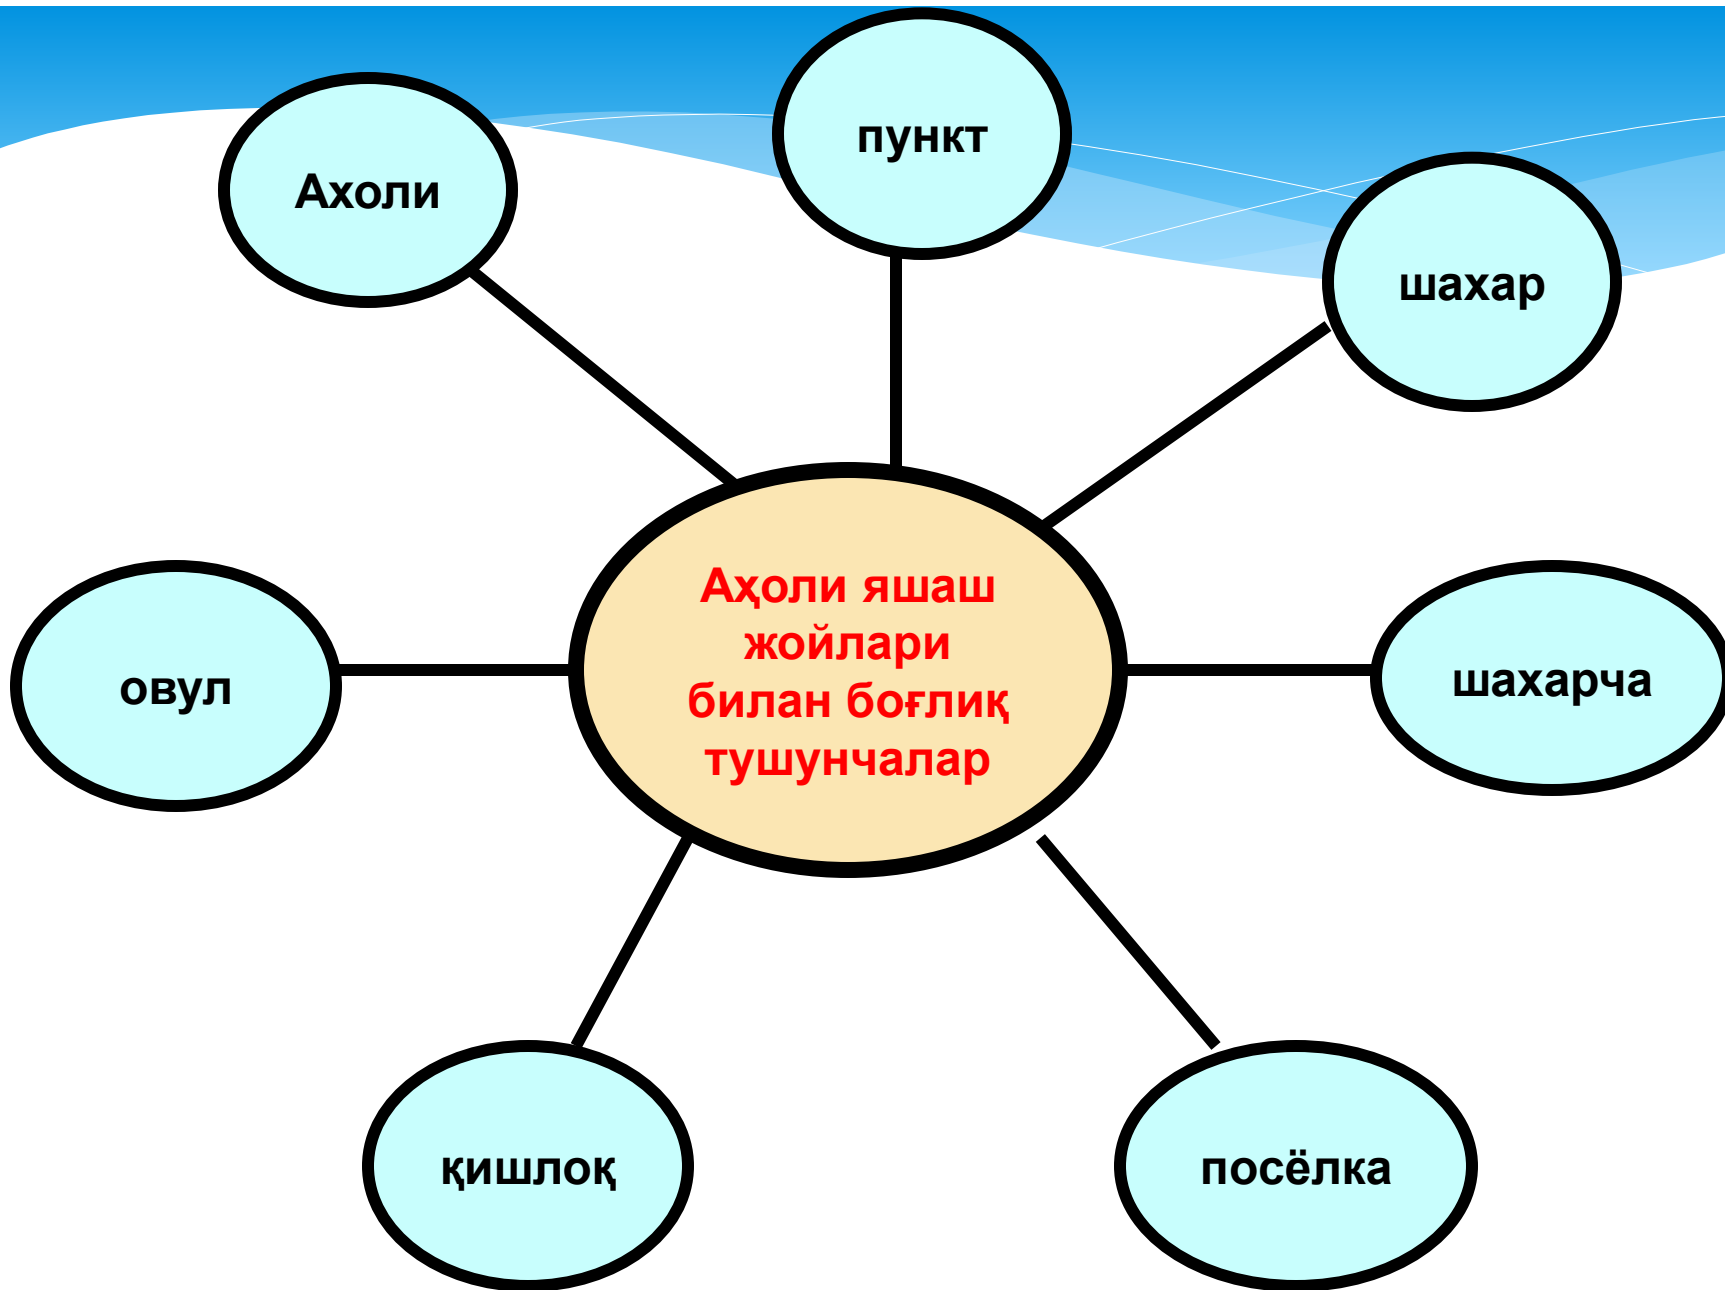 пункт
Ахоли
шахар
Аҳоли яшаш
жойлари
билан боғлиқ
тушунчалар
овул
шахарча
қишлоқ
посёлка